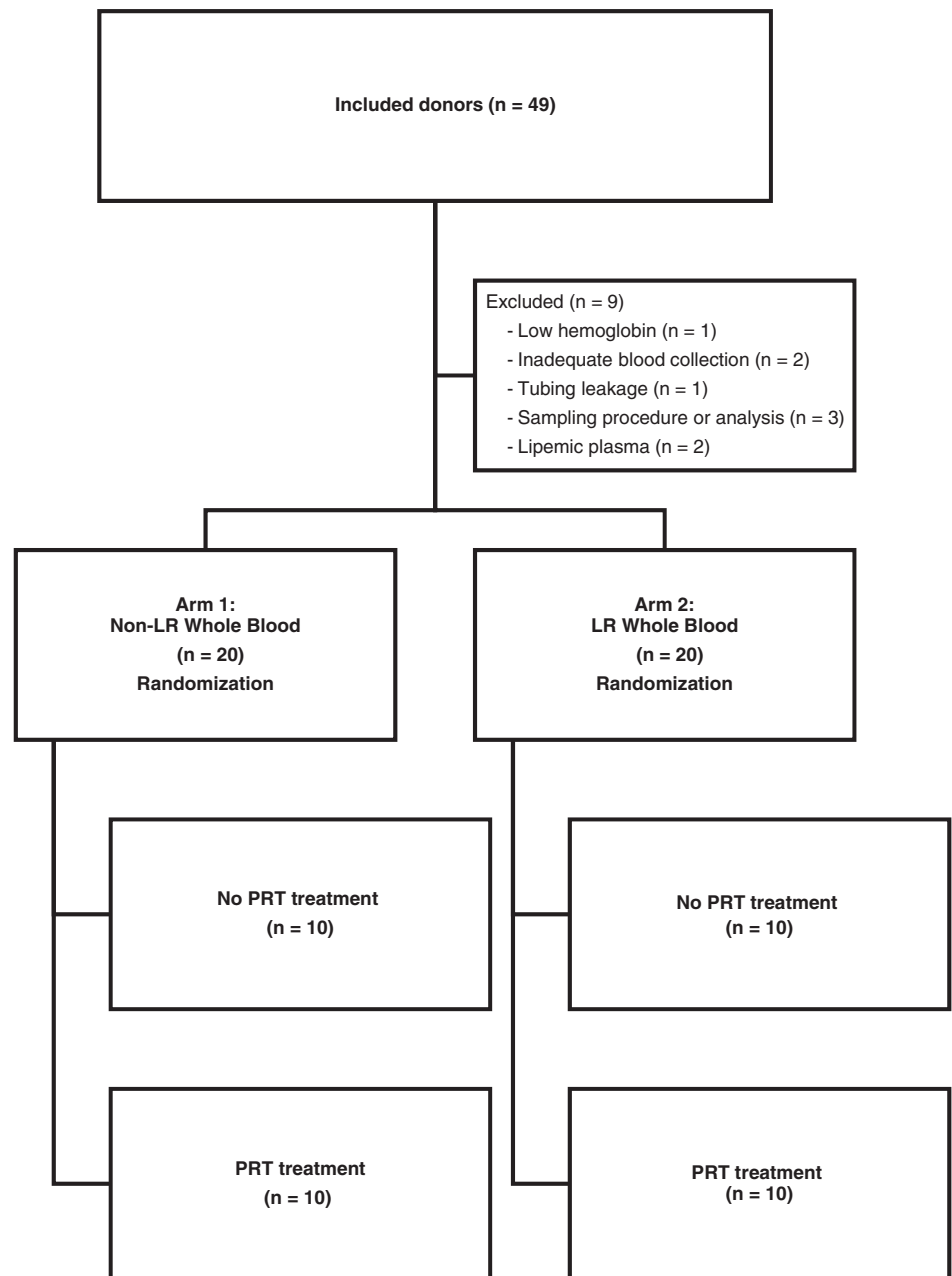 Included donors (n = 49)
Excluded (n = 9)
- Low hemoglobin (n = 1)
- Inadequate blood collection (n = 2)
- Tubing leakage (n = 1)
- Sampling procedure or analysis (n = 3)
- Lipemic plasma (n = 2)
Arm 1:
Non-LR Whole Blood
(n = 20)
Randomization
Arm 2:
LR Whole Blood
(n = 20)
Randomization
No PRT treatment
(n = 10)
No PRT treatment
(n = 10)
PRT treatment
(n = 10)
PRT treatment
(n = 10)